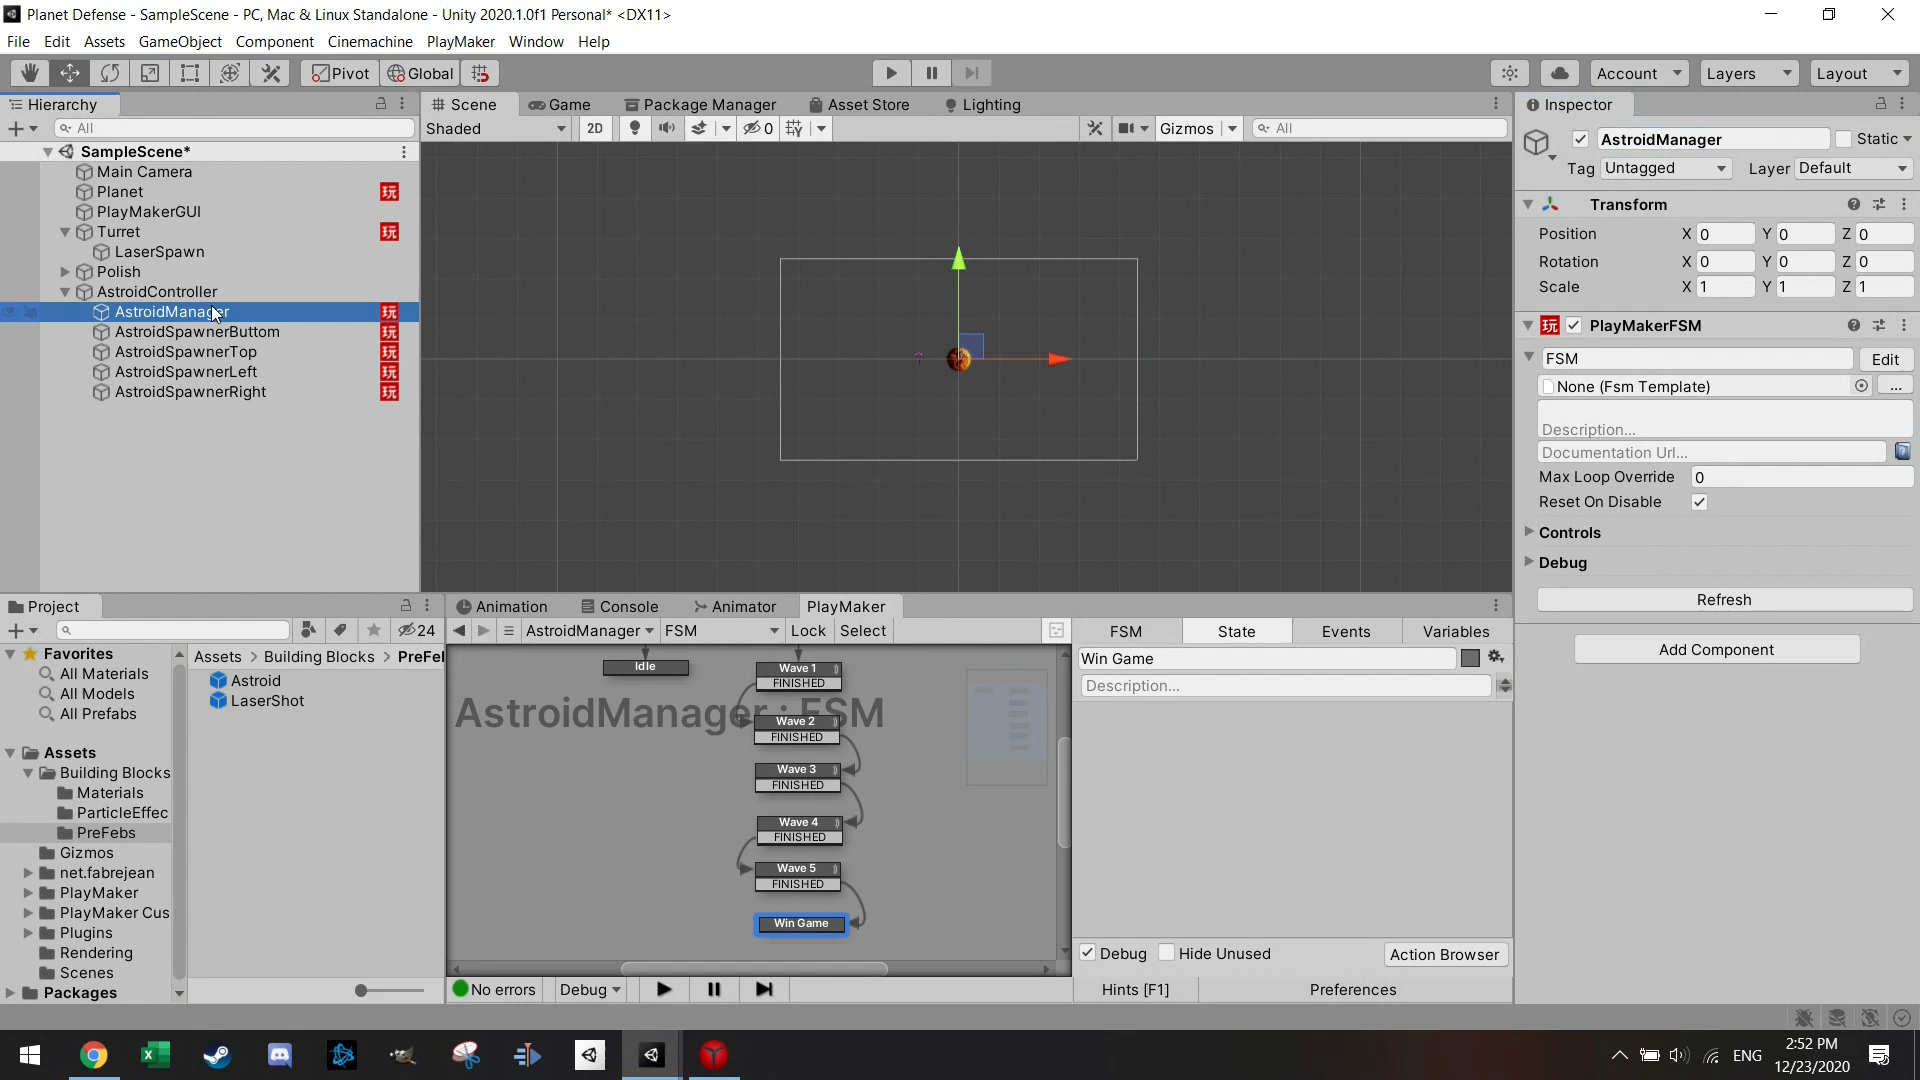 Planet Defense - SampleScene - PC, Mac & Linux Standalone - Unity 2020.1.0f1 Personal* <DX11>
File Edit Assets GameObject Component Cinemachine PlayMaker Window Help
Pivot Global Account Layers Layout
Hierarchy
All
SampleScene*
Main Camera
Planet 玩
PlayMakerGUI
Turret 玩
LaserSpawn
Polish
AstroidController
AstroidManager 玩
AstroidSpawnerButtom 玩
AstroidSpawnerTop 玩
AstroidSpawnerLeft 玩
AstroidSpawnerRight 玩
Scene Game Package Manager Asset Store Lighting
Shaded 2D 0 Gizmos All
Inspector
AstroidManager Static
Tag Untagged Layer Default
Transform
Position X 0 Y 0 Z 0
Rotation X 0 Y 0 Z 0
Scale X 1 Y 1 Z 1
玩 PlayMakerFSM
FSM Edit
None (Fsm Template) ...
Description...
Documentation Url...
Max Loop Override 0
Reset On Disable
Controls
Debug
Refresh
Add Component
Project
24
Favorites
All Materials
All Models
All Prefabs
Assets
Building Blocks
Materials
ParticleEffec
PreFebs
Gizmos
net.fabrejean
PlayMaker
PlayMaker Cus
Plugins
Rendering
Scenes
Packages
Assets > Building Blocks > PreFel
Astroid
LaserShot
Animation Console Animator PlayMaker
AstroidManager FSM Lock Select
AstroidManager : FSM
Idle
Wave 1
FINISHED
Wave 2
FINISHED
Wave 3
FINISHED
Wave 4
FINISHED
Wave 5
FINISHED
Win Game
No errors Debug
FSM State Events Variables
Win Game
Description...
Debug Hide Unused Action Browser
Hints [F1] Preferences
ENG
2:52 PM
12/23/2020